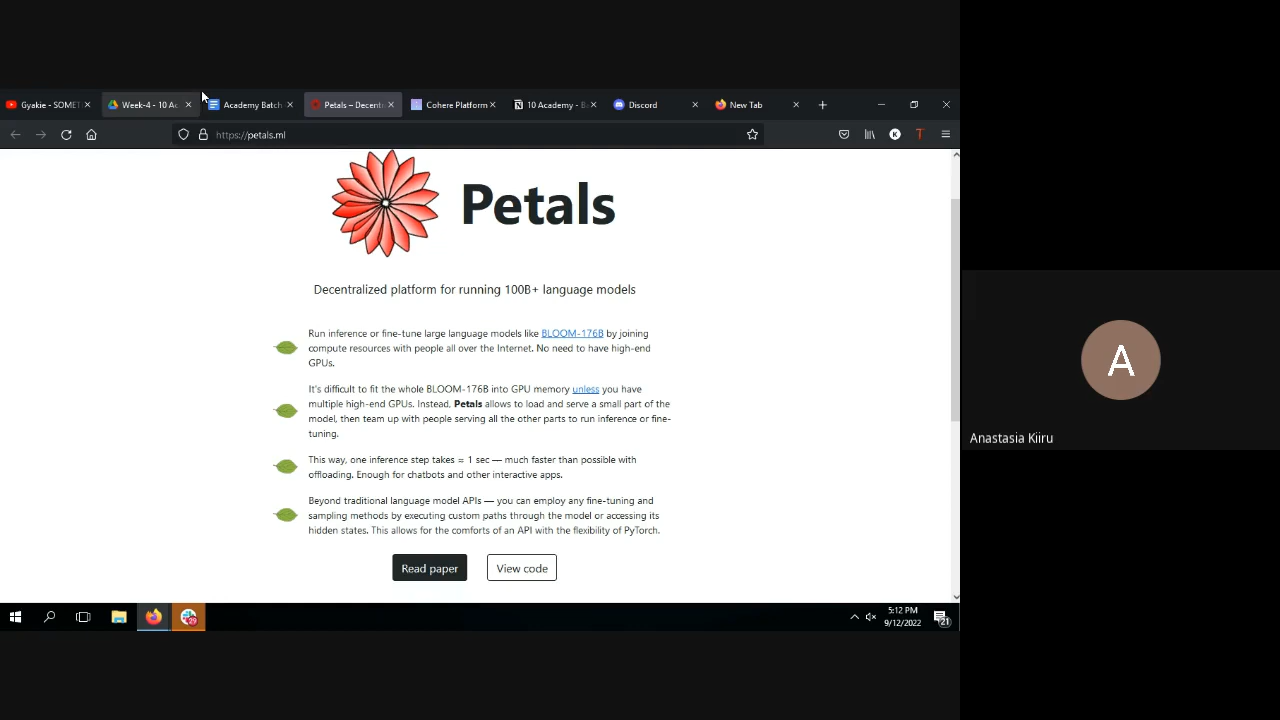 Gyakie - SOMET
Week-4 - 10 Ac
Academy Batch
Petals – Decentr
Cohere Platform
10 Academy - Ba
Discord
New Tab
https://petals.ml
K
T
Petals
Decentralized platform for running 100B+ language models
Run inference or fine-tune large language models like BLOOM-176B by joining
compute resources with people all over the Internet. No need to have high-end
GPUs.
It's difficult to fit the whole BLOOM-176B into GPU memory unless you have
multiple high-end GPUs. Instead, Petals allows to load and serve a small part of the
model, then team up with people serving all the other parts to run inference or fine-
tuning.
This way, one inference step takes ≈ 1 sec — much faster than possible with
offloading. Enough for chatbots and other interactive apps.
Beyond traditional language model APIs — you can employ any fine-tuning and
sampling methods by executing custom paths through the model or accessing its
hidden states. This allows for the comforts of an API with the flexibility of PyTorch.
Read paper
View code
29
5:12 PM
9/12/2022
21
A
Anastasia Kiiru